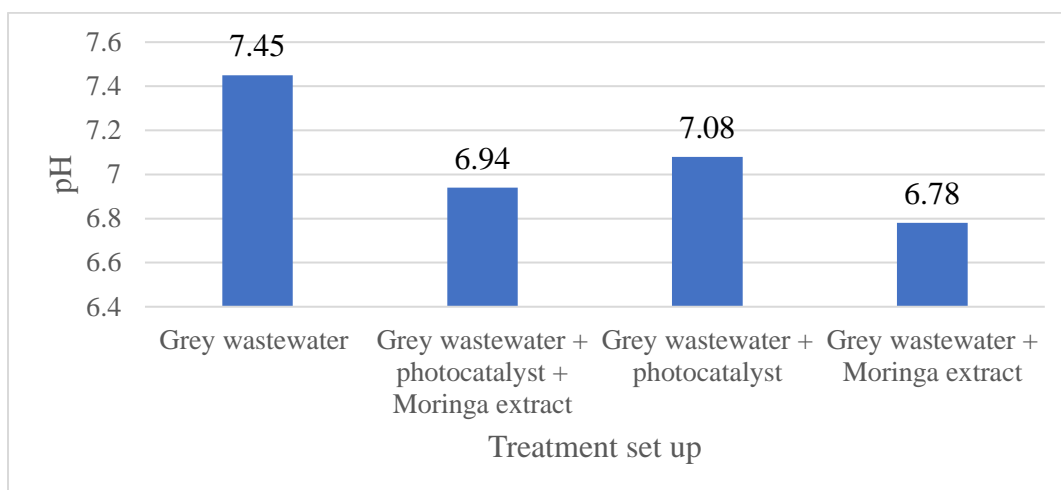 7.6
7.4
7.2
7
6.8
6.6
6.4
pH
7.45
6.94
7.08
6.78
Grey wastewater
Grey wastewater +
photocatalyst +
Moringa extract
Grey wastewater +
photocatalyst
Grey wastewater +
Moringa extract
Treatment set up